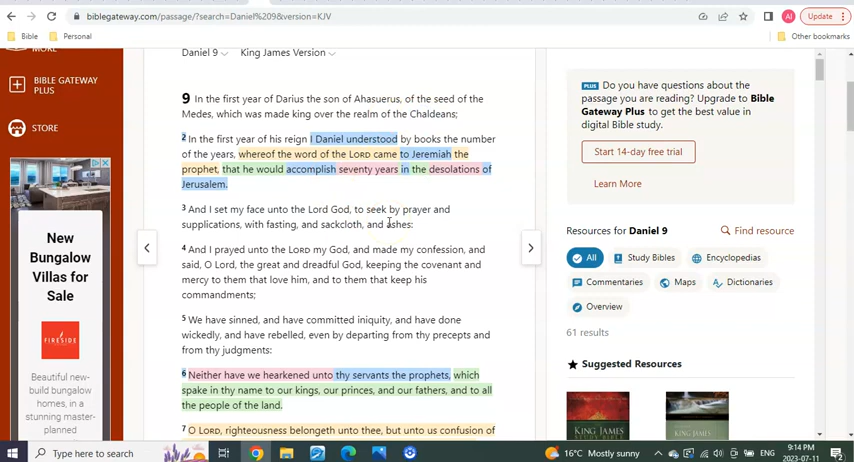 biblegateway.com/passage/?search=Daniel%209&version=KJV
AI
Update
Bible
Personal
Other bookmarks
MORE
BIBLE GATEWAY
PLUS
STORE
New
Bungalow
Villas for
Sale
FIRESIDE
Beautiful new-
build bungalow
homes, in a
stunning master-
planned
Daniel 9
King James Version
9 In the first year of Darius the son of Ahasuerus, of the seed of the
Medes, which was made king over the realm of the Chaldeans;
2 In the first year of his reign I Daniel understood by books the number
of the years, whereof the word of the LORD came to Jeremiah the
prophet, that he would accomplish seventy years in the desolations of
Jerusalem.
3 And I set my face unto the Lord God, to seek by prayer and
supplications, with fasting, and sackcloth, and ashes:
4 And I prayed unto the LORD my God, and made my confession, and
said, O Lord, the great and dreadful God, keeping the covenant and
mercy to them that love him, and to them that keep his
commandments;
5 We have sinned, and have committed iniquity, and have done
wickedly, and have rebelled, even by departing from thy precepts and
from thy judgments:
6 Neither have we hearkened unto thy servants the prophets, which
spake in thy name to our kings, our princes, and our fathers, and to all
the people of the land.
7 O LORD, righteousness belongeth unto thee, but unto us confusion of
PLUS Do you have questions about the
passage you are reading? Upgrade to Bible
Gateway Plus to get the best value in
digital Bible study.
Start 14-day free trial
Learn More
Resources for Daniel 9
Find resource
All
Study Bibles
Encyclopedias
Commentaries
Maps
Dictionaries
Overview
61 results
Suggested Resources
KING JAMES
STUDY BIBLE
KING JAMES
Type here to search
16°C Mostly sunny
ENG
9:14 PM
2023-07-11
2